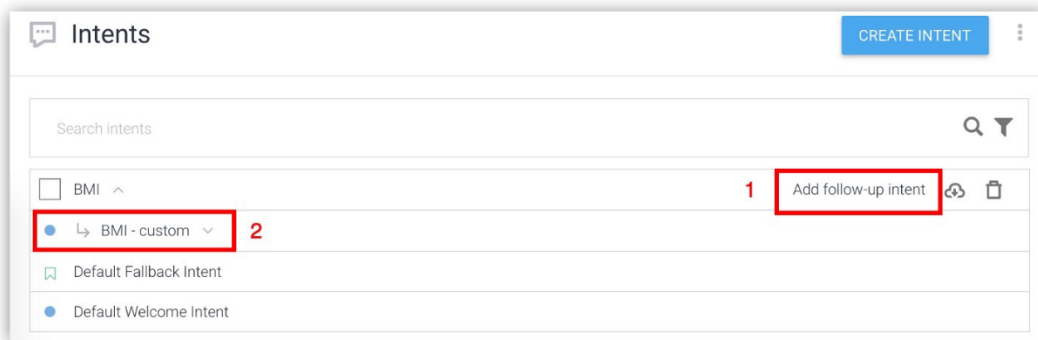 Intents
CREATE INTENT
Search intents
BMI
1
Add follow-up intent
BMI - custom
2
Default Fallback Intent
Default Welcome Intent